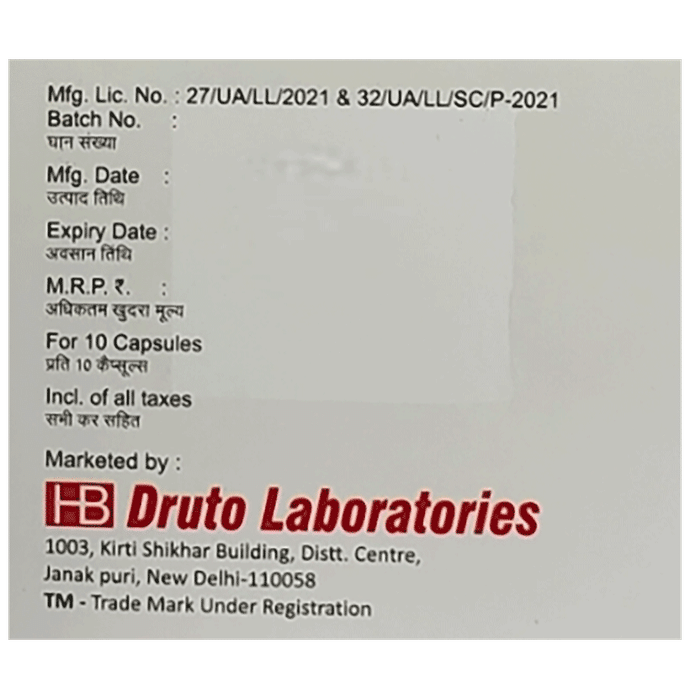 Mfg. Lic. No. : 27/UA/LL/2021 & 32/UA/LL/SC/P-2021
Batch No. :
घान संख्या
Mfg. Date :
उत्पाद तिथि
Expiry Date :
अवसान तिथि
M.R.P. ₹. :
अधिकतम खुदरा मूल्य
For 10 Capsules
प्रति 10 कैप्सूल्स
Incl. of all taxes
सभी कर सहित
Marketed by :
HB Druto Laboratories
1003, Kirti Shikhar Building, Distt. Centre,
Janak puri, New Delhi-110058
TM - Trade Mark Under Registration